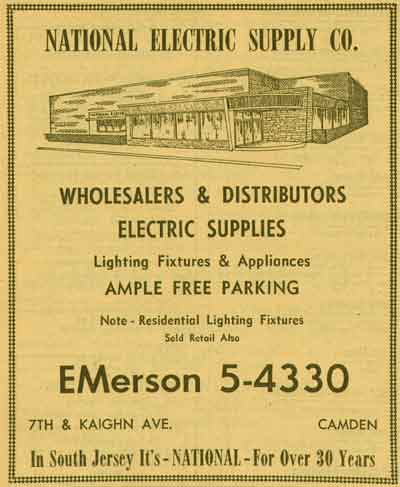 NATIONAL ELECTRIC SUPPLY CO.
WHOLESALERS & DISTRIBUTORS
ELECTRIC SUPPLIES
Lighting Fixtures & Appliances
AMPLE FREE PARKING
Note - Residential Lighting Fixtures
Sold Retail Also
EMerson 5-4330
7TH & KAIGHN AVE. CAMDEN
In South Jersey It's - NATIONAL - For Over 30 Years